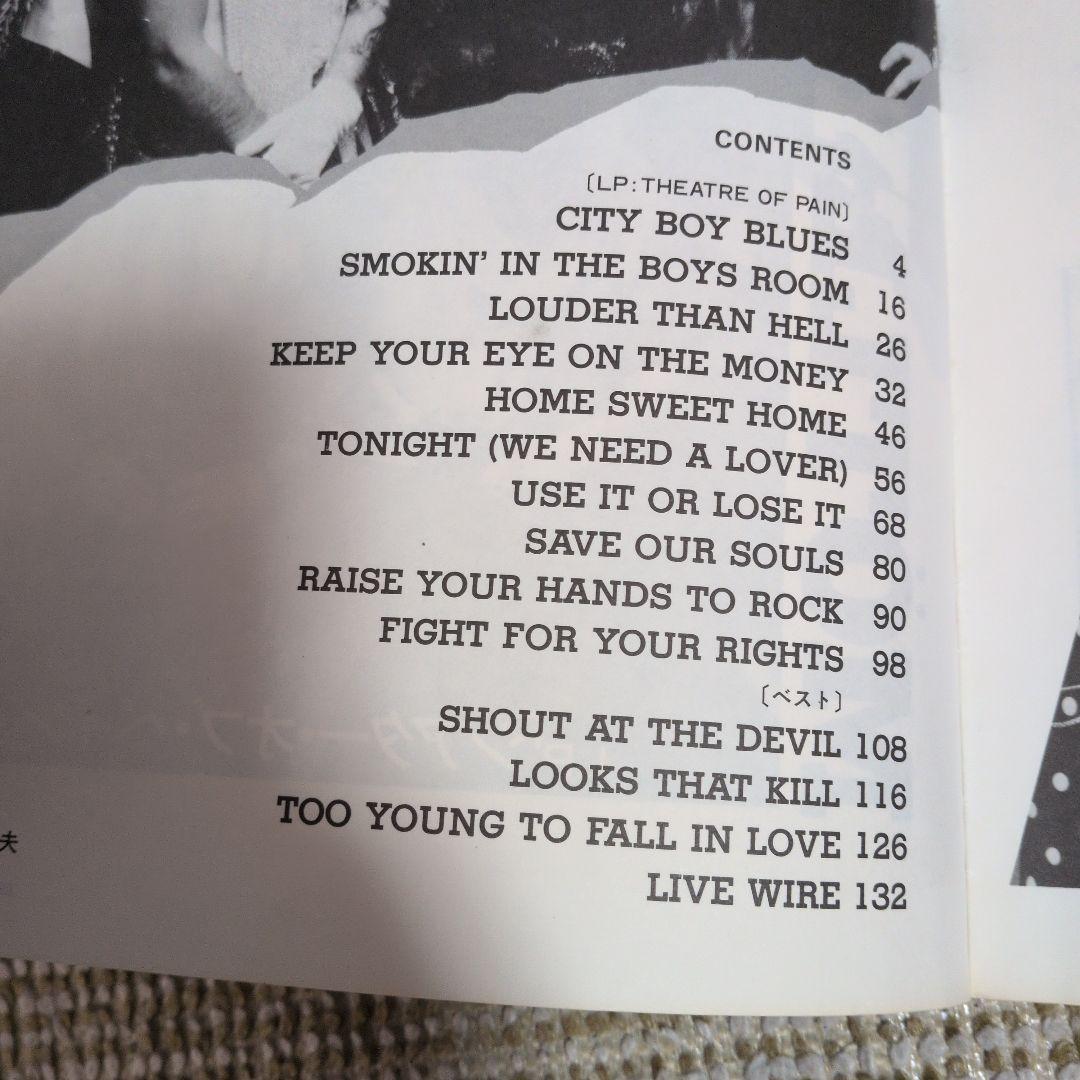 CONTENTS
〔LP:THEATRE OF PAIN〕
CITY BOY BLUES 4
SMOKIN' IN THE BOYS ROOM 16
LOUDER THAN HELL 26
KEEP YOUR EYE ON THE MONEY 32
HOME SWEET HOME 46
TONIGHT (WE NEED A LOVER) 56
USE IT OR LOSE IT 68
SAVE OUR SOULS 80
RAISE YOUR HANDS TO ROCK 90
FIGHT FOR YOUR RIGHTS 98
〔ベスト〕
SHOUT AT THE DEVIL 108
LOOKS THAT KILL 116
TOO YOUNG TO FALL IN LOVE 126
LIVE WIRE 132
夫